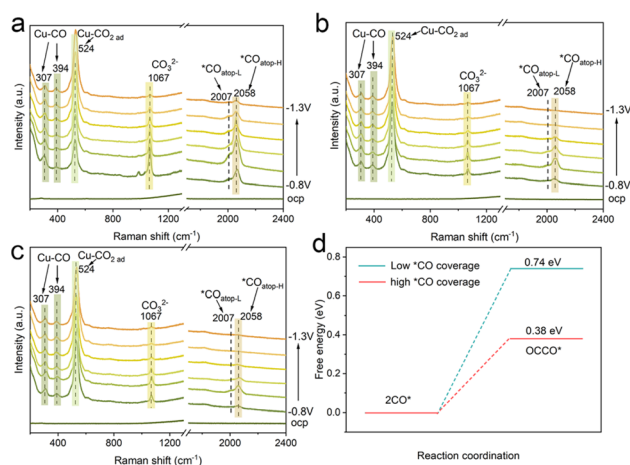 a
Cu-CO
Cu-CO2 ad
524
307
394
CO3 2-
1067
*COatop-L
*COatop-H
2007
2058
-1.3V
-0.8V
ocp
Intensity (a.u.)
400
800
1200
2000
2400
Raman shift (cm-1)
b
Cu-CO
524
Cu-CO2 ad
307
394
CO3 2-
1067
*COatop-L
*COatop-H
2007
2058
-1.3V
-0.8V
ocp
Intensity (a.u.)
400
800
1200
2000
2400
Raman shift (cm-1)
c
Cu-CO
Cu-CO2 ad
524
307
394
CO3 2-
1067
*COatop-L
*COatop-H
2007
2058
-1.3V
-0.8V
ocp
Intensity (a.u.)
400
800
1200
2000
2400
Raman shift (cm-1)
d
Low *CO coverage
high *CO coverage
0.74 eV
0.38 eV
OCCO*
2CO*
Free energy (eV)
0.8
0.6
0.4
0.2
0.0
Reaction coordination